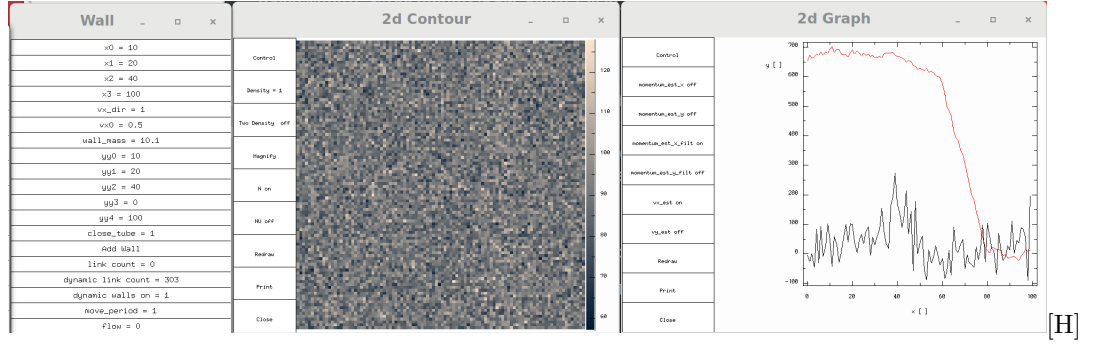 Wall
x0 = 10
x1 = 20
x2 = 40
x3 = 100
vx_dir = 1
vx0 = 0.5
wall_mass = 10.1
yy0 = 10
yy1 = 20
yy2 = 40
yy3 = 0
yy4 = 100
close_tube = 1
Add Wall
link count = 0
dynamic link count = 303
dynamic walls on = 1
move_period = 1
flow = 0
2d Contour
Control
Density = 1
Two Density off
Magnify
N on
NU off
Redraw
Print
Close
120
110
100
90
80
70
60
2d Graph
Control
momentum_est_x off
momentum_est_y off
momentum_est_x_filt on
momentum_est_y_filt off
vx_est on
vy_est off
Redraw
Print
Close
y [ ]
700
600
500
400
300
200
100
0
-100
0 20 40 60 80 100
x [ ]
[H]